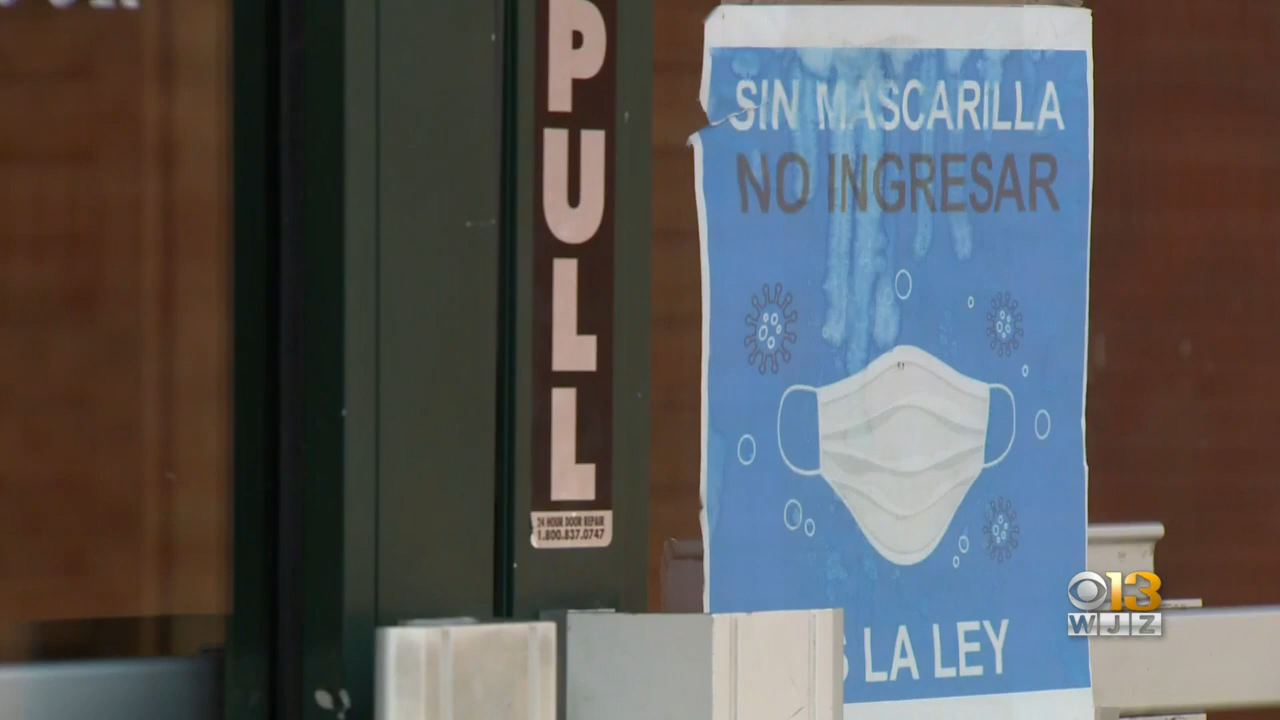 PULL
24 HOUR DOOR REPAIR
1.800.837.0747
SIN MASCARILLA
NO INGRESAR
LA LEY
13
WJZ